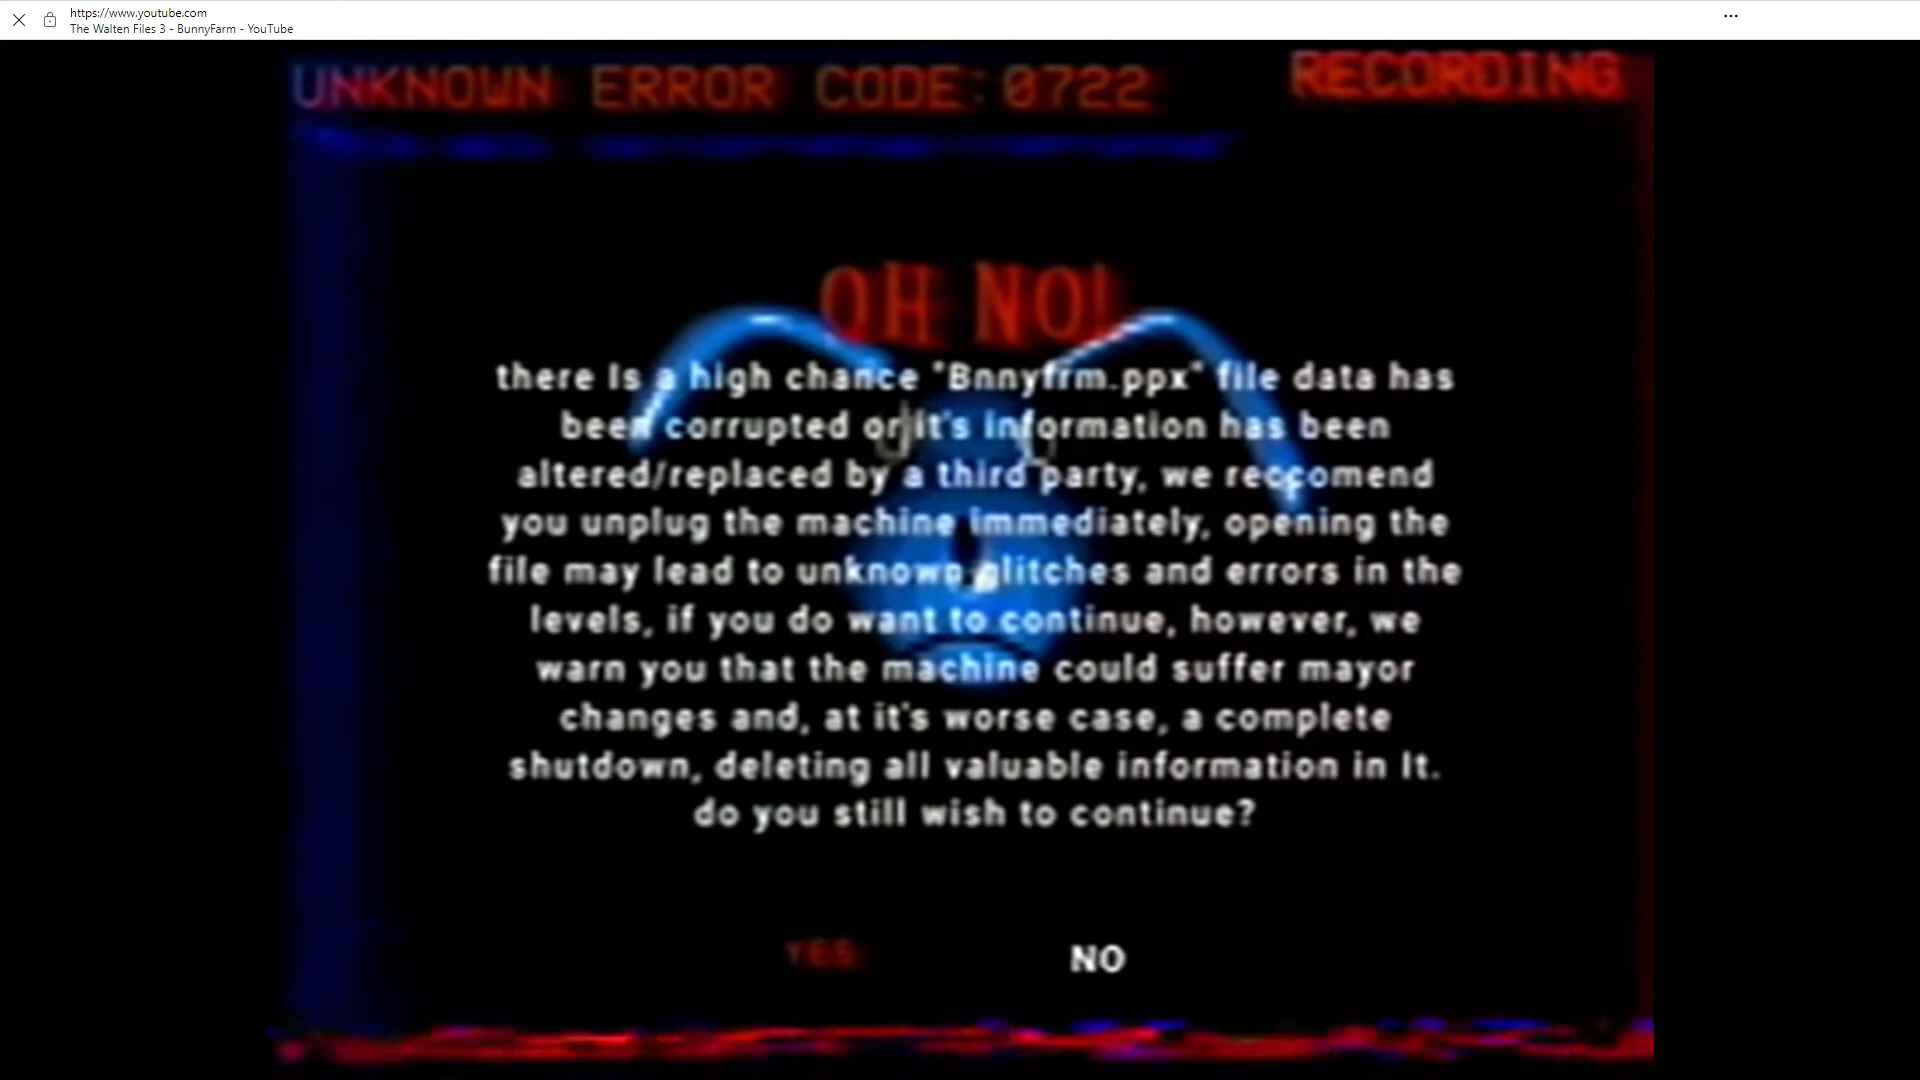 https://www.youtube.com
The Walten Files 3 - BunnyFarm - YouTube
UNKNOWN ERROR CODE:0722
RECORDING
OH NO!
there Is a high chance "Bnnyfrm.ppx" file data has
been corrupted or it's information has been
altered/replaced by a third party, we reccomend
you unplug the machine immediately, opening the
file may lead to unknown glitches and errors in the
levels, if you do want to continue, however, we
warn you that the machine could suffer mayor
changes and, at it's worse case, a complete
shutdown, deleting all valuable information in It.
do you still wish to continue?
YES
NO